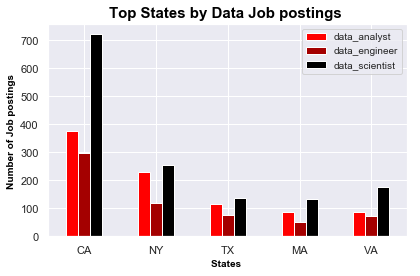 Top States by Data Job postings
data_analyst
data_engineer
data_scientist
Number of Job postings
700
600
500
400
300
200
100
0
CA NY TX MA VA
States